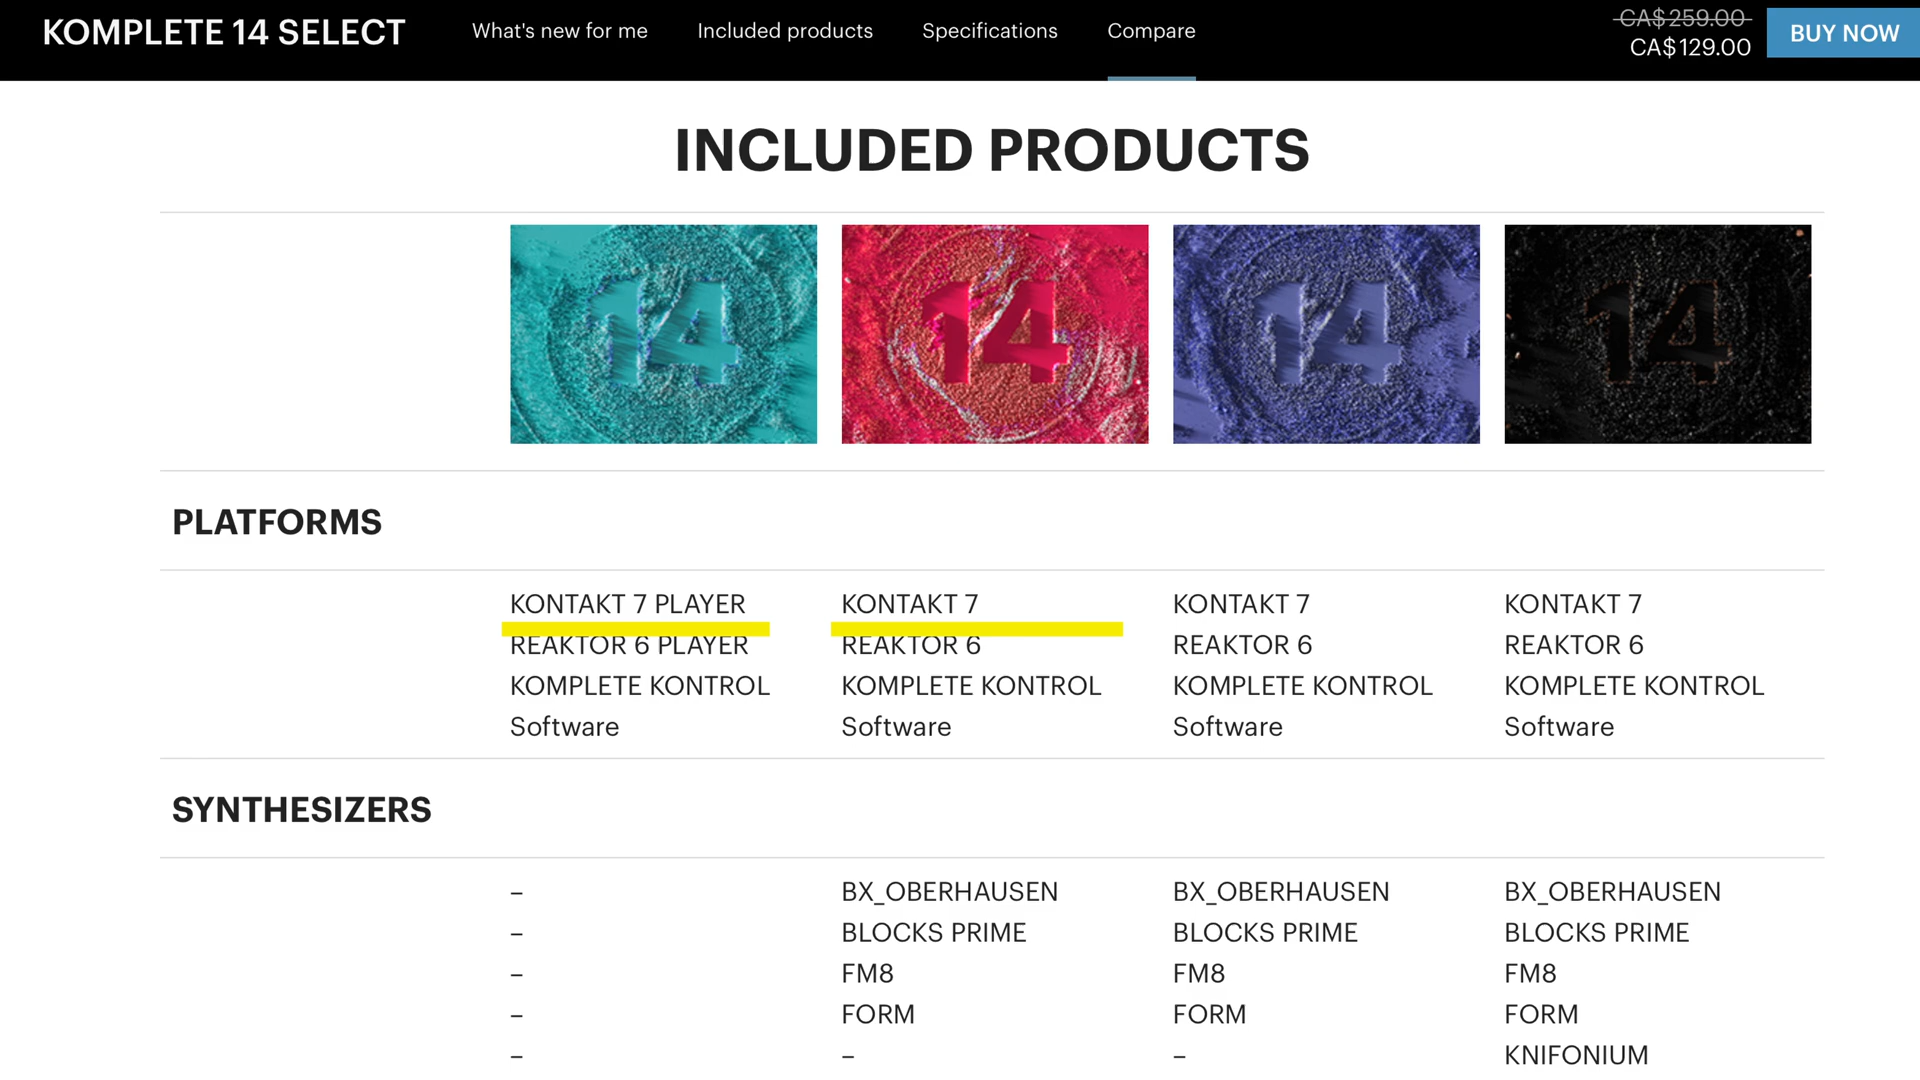 KOMPLETE 14 SELECT
What's new for me
Included products
Specifications
Compare
CA$259.00
CA$129.00
BUY NOW
INCLUDED PRODUCTS
14
14
14
14
PLATFORMS
KONTAKT 7 PLAYER
REAKTOR 6 PLAYER
KOMPLETE KONTROL
Software
KONTAKT 7
REAKTOR 6
KOMPLETE KONTROL
Software
KONTAKT 7
REAKTOR 6
KOMPLETE KONTROL
Software
KONTAKT 7
REAKTOR 6
KOMPLETE KONTROL
Software
SYNTHESIZERS
–
–
–
–
–
BX_OBERHAUSEN
BLOCKS PRIME
FM8
FORM
–
BX_OBERHAUSEN
BLOCKS PRIME
FM8
FORM
–
BX_OBERHAUSEN
BLOCKS PRIME
FM8
FORM
KNIFONIUM